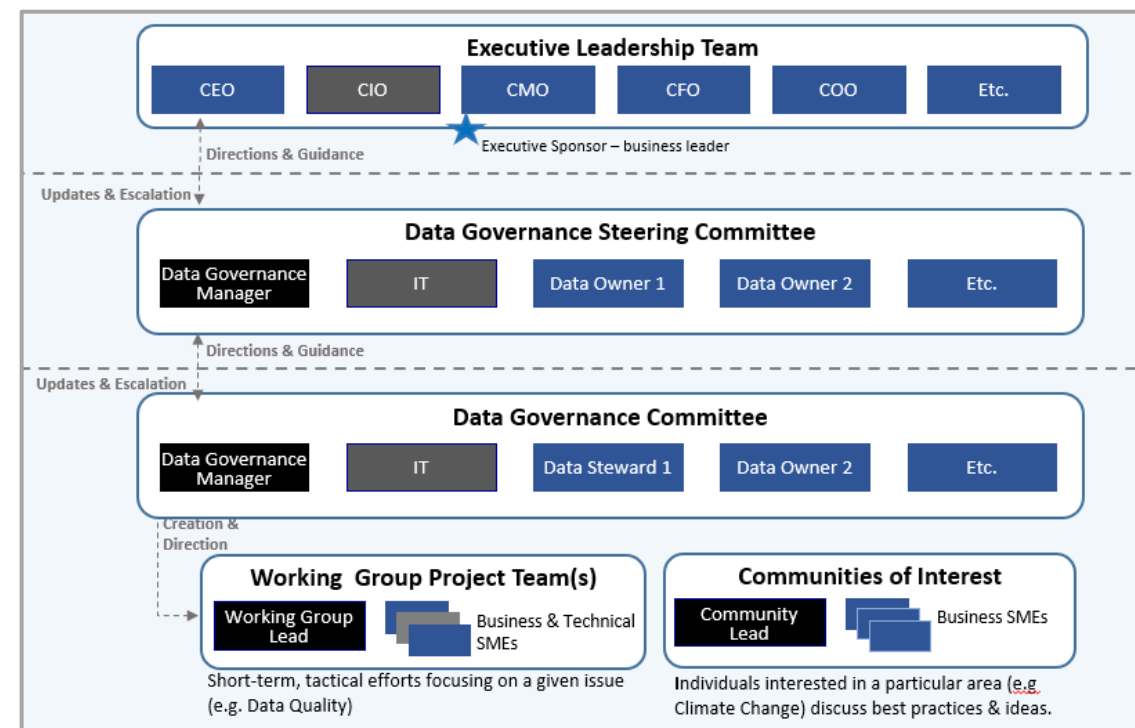 Executive Leadership Team
CEO
CIO
CMO
CFO
COO
Etc.
Executive Sponsor – business leader
Directions & Guidance
Updates & Escalation
Data Governance Steering Committee
Data Governance
Manager
IT
Data Owner 1
Data Owner 2
Etc.
Directions & Guidance
Updates & Escalation
Data Governance Committee
Data Governance
Manager
IT
Data Steward 1
Data Owner 2
Etc.
Creation &
Direction
Working Group Project Team(s)
Working Group
Lead
Business & Technical
SMEs
Short-term, tactical efforts focusing on a given issue
(e.g. Data Quality)
Communities of Interest
Community
Lead
Business SMEs
Individuals interested in a particular area (e.g
Climate Change) discuss best practices & ideas.